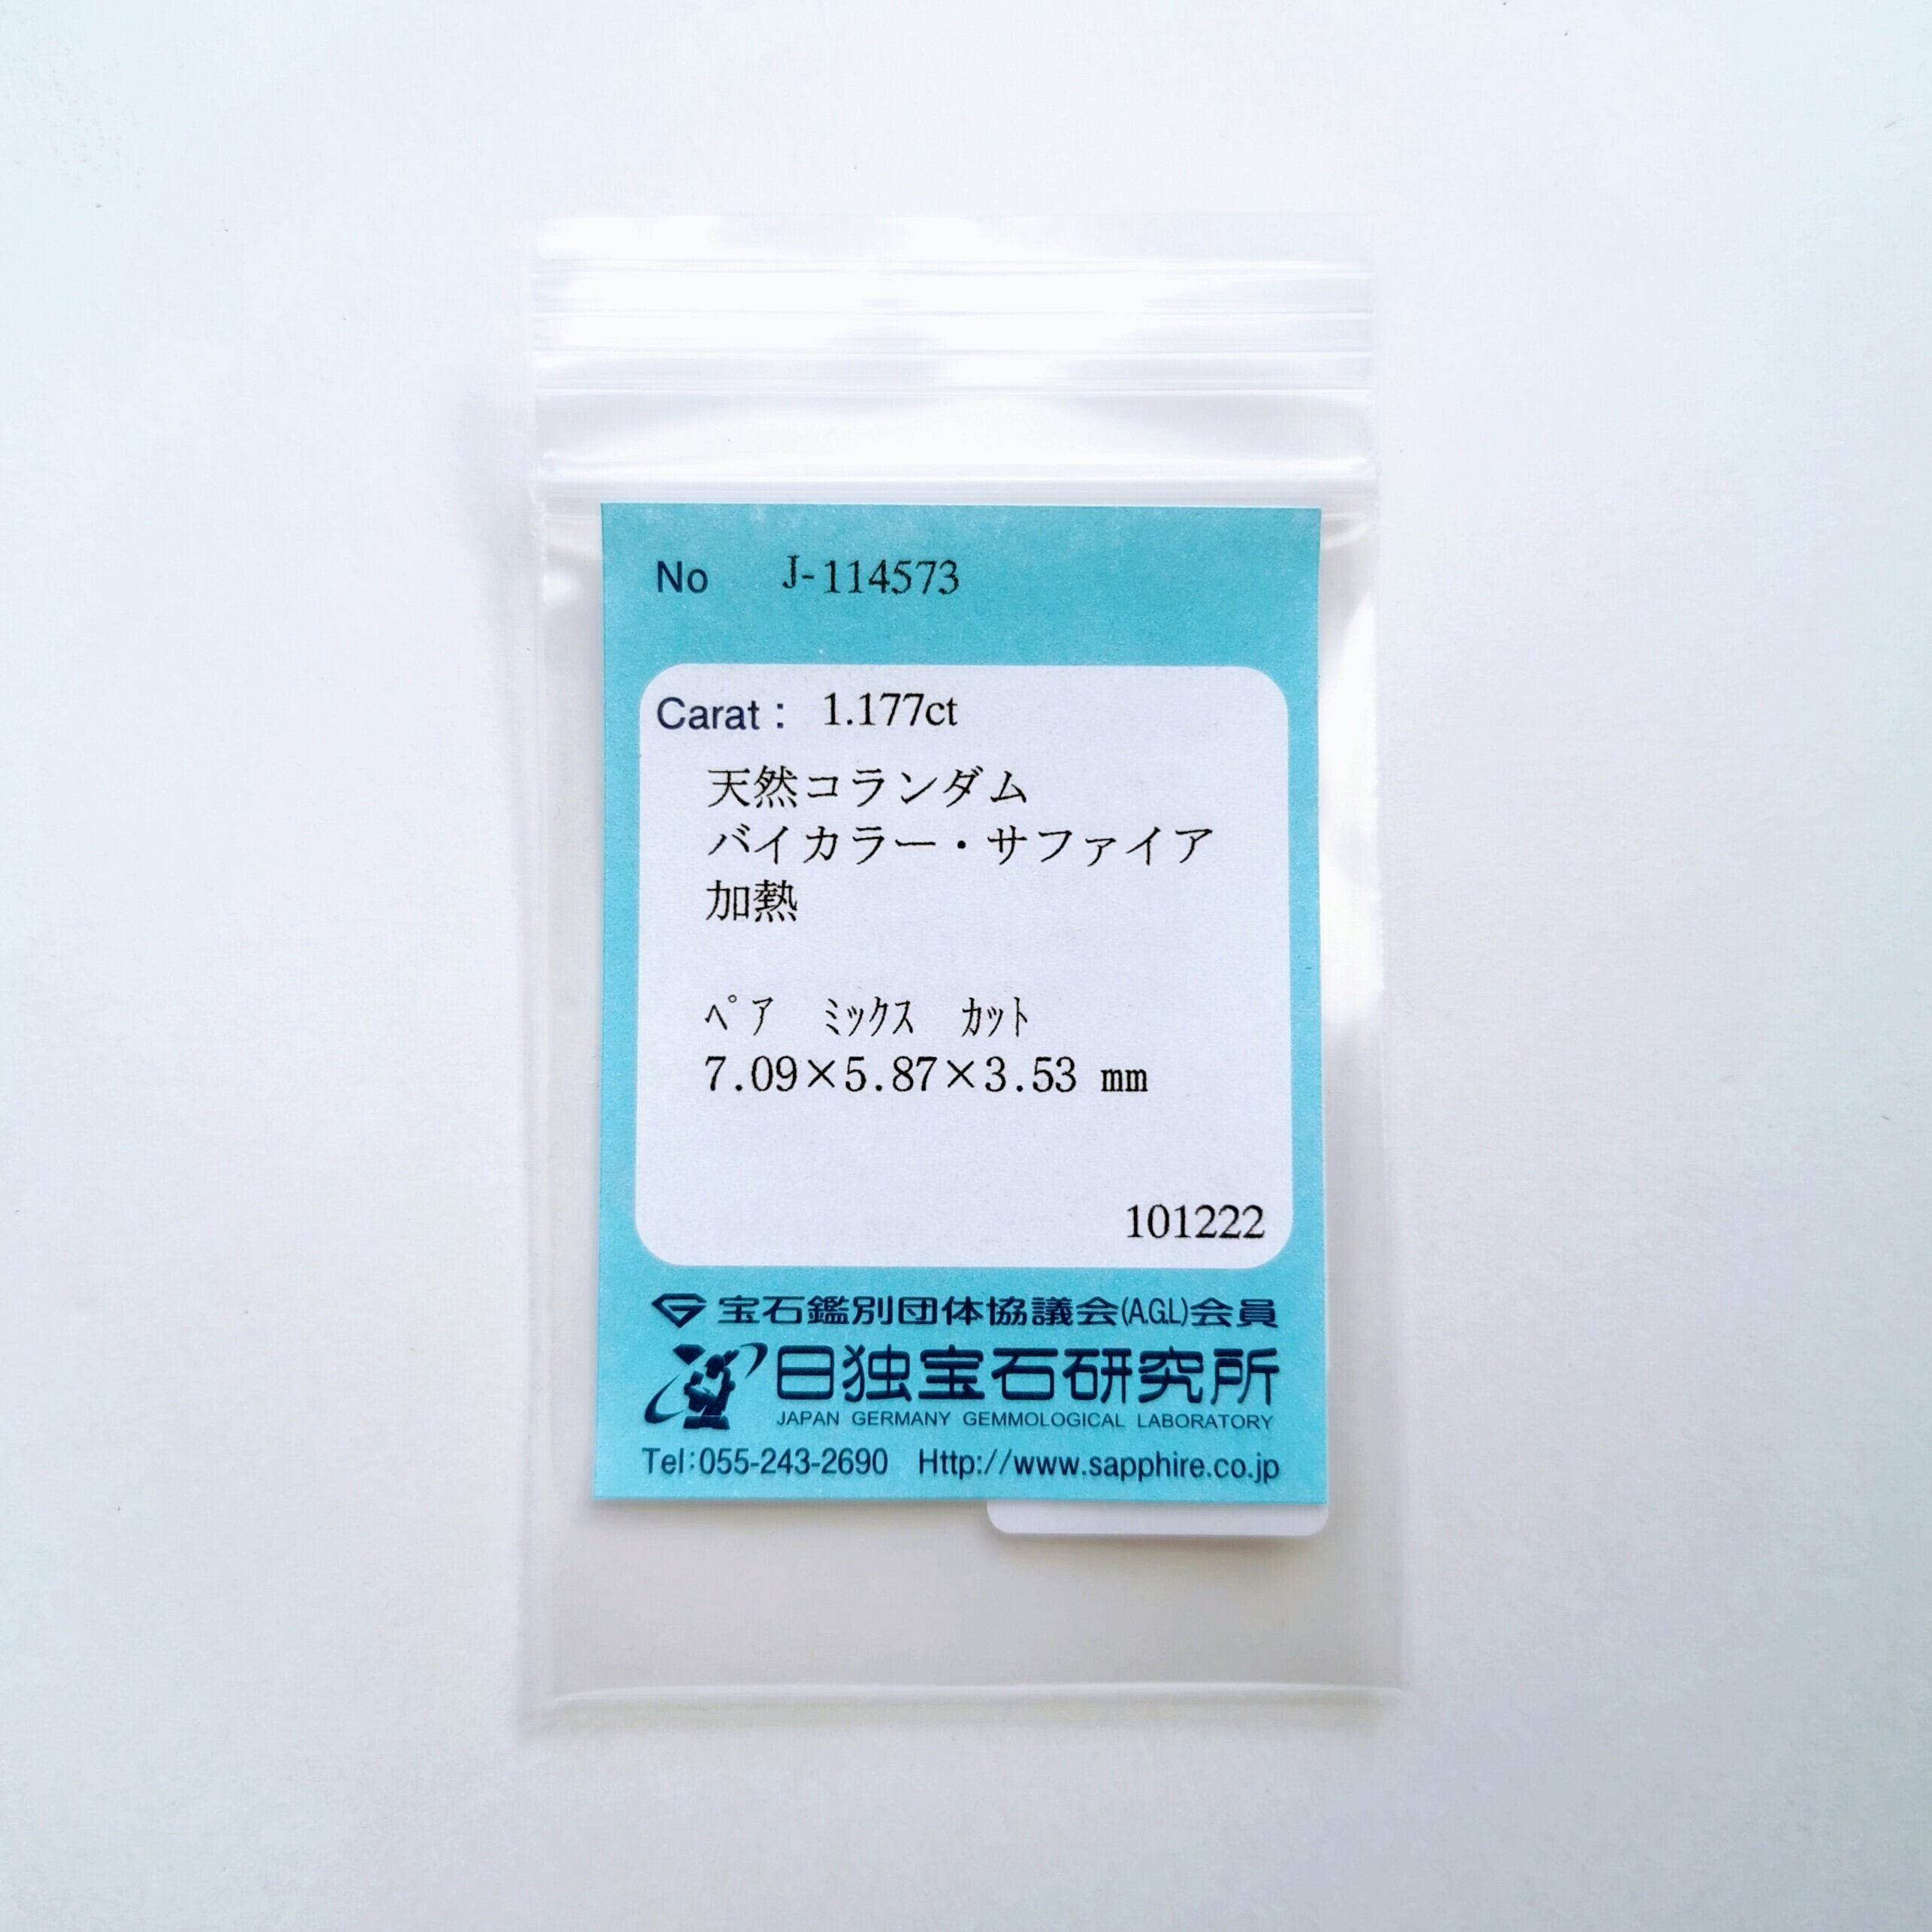 No J-114573
Carat : 1.177ct
天然コランダム
バイカラー・サファイア
加熱
ﾍﾟｱ ﾐｯｸｽ ｶｯﾄ
7.09×5.87×3.53 mm
101222
宝石鑑別団体協議会(A.G.L)会員
日独宝石研究所
JAPAN GERMANY GEMMOLOGICAL LABORATORY
Tel:055-243-2690 Http://www.sapphire.co.jp